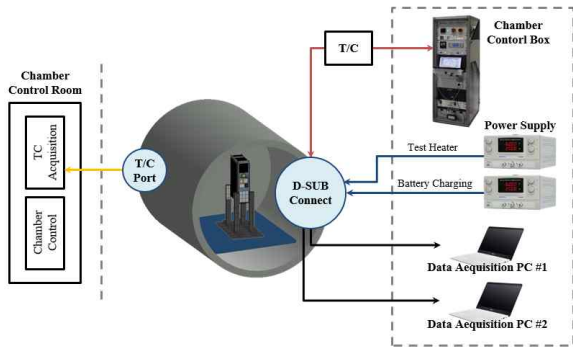 Chamber
Control Room
TC
Acquisition
Chamber
Control
T/C
Port
T/C
D-SUB
Connect
Chamber
Contorl Box
Power Supply
Test Heater
Battery Charging
Data Aequisition PC #1
Data Aequisition PC #2